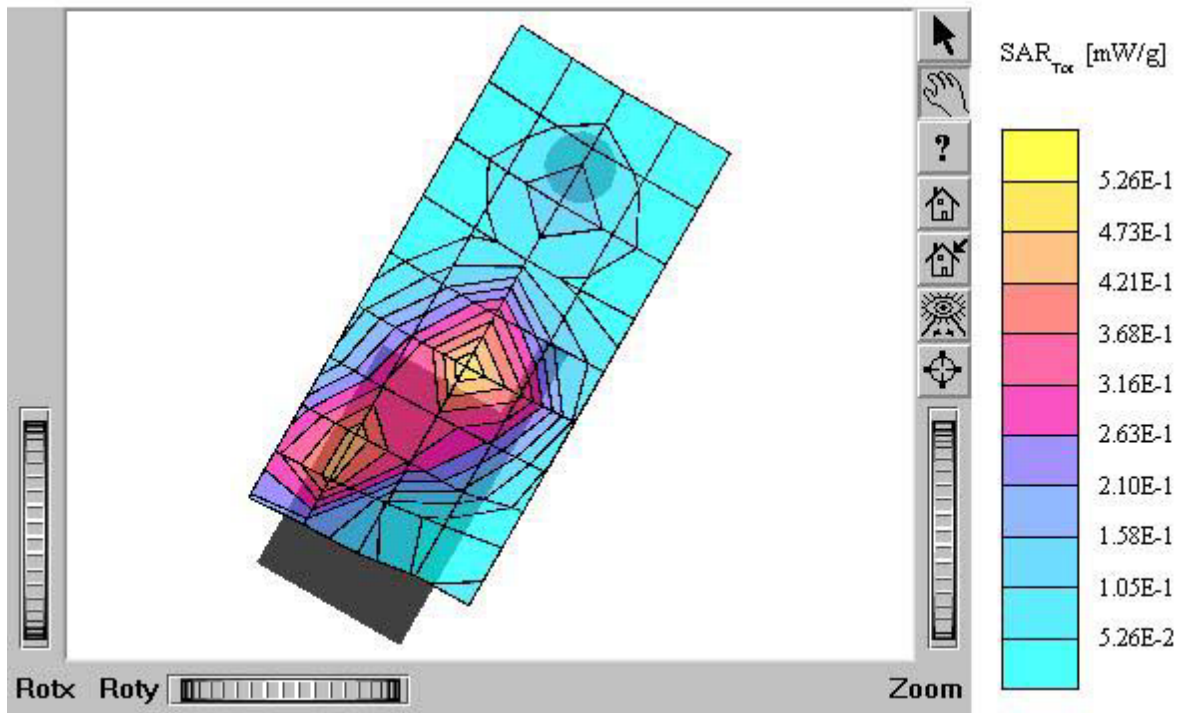 SAR_Tot [mW/g]
?
5.26E-1
4.73E-1
4.21E-1
3.68E-1
3.16E-1
2.63E-1
2.10E-1
1.58E-1
1.05E-1
5.26E-2
Rotx Roty Zoom